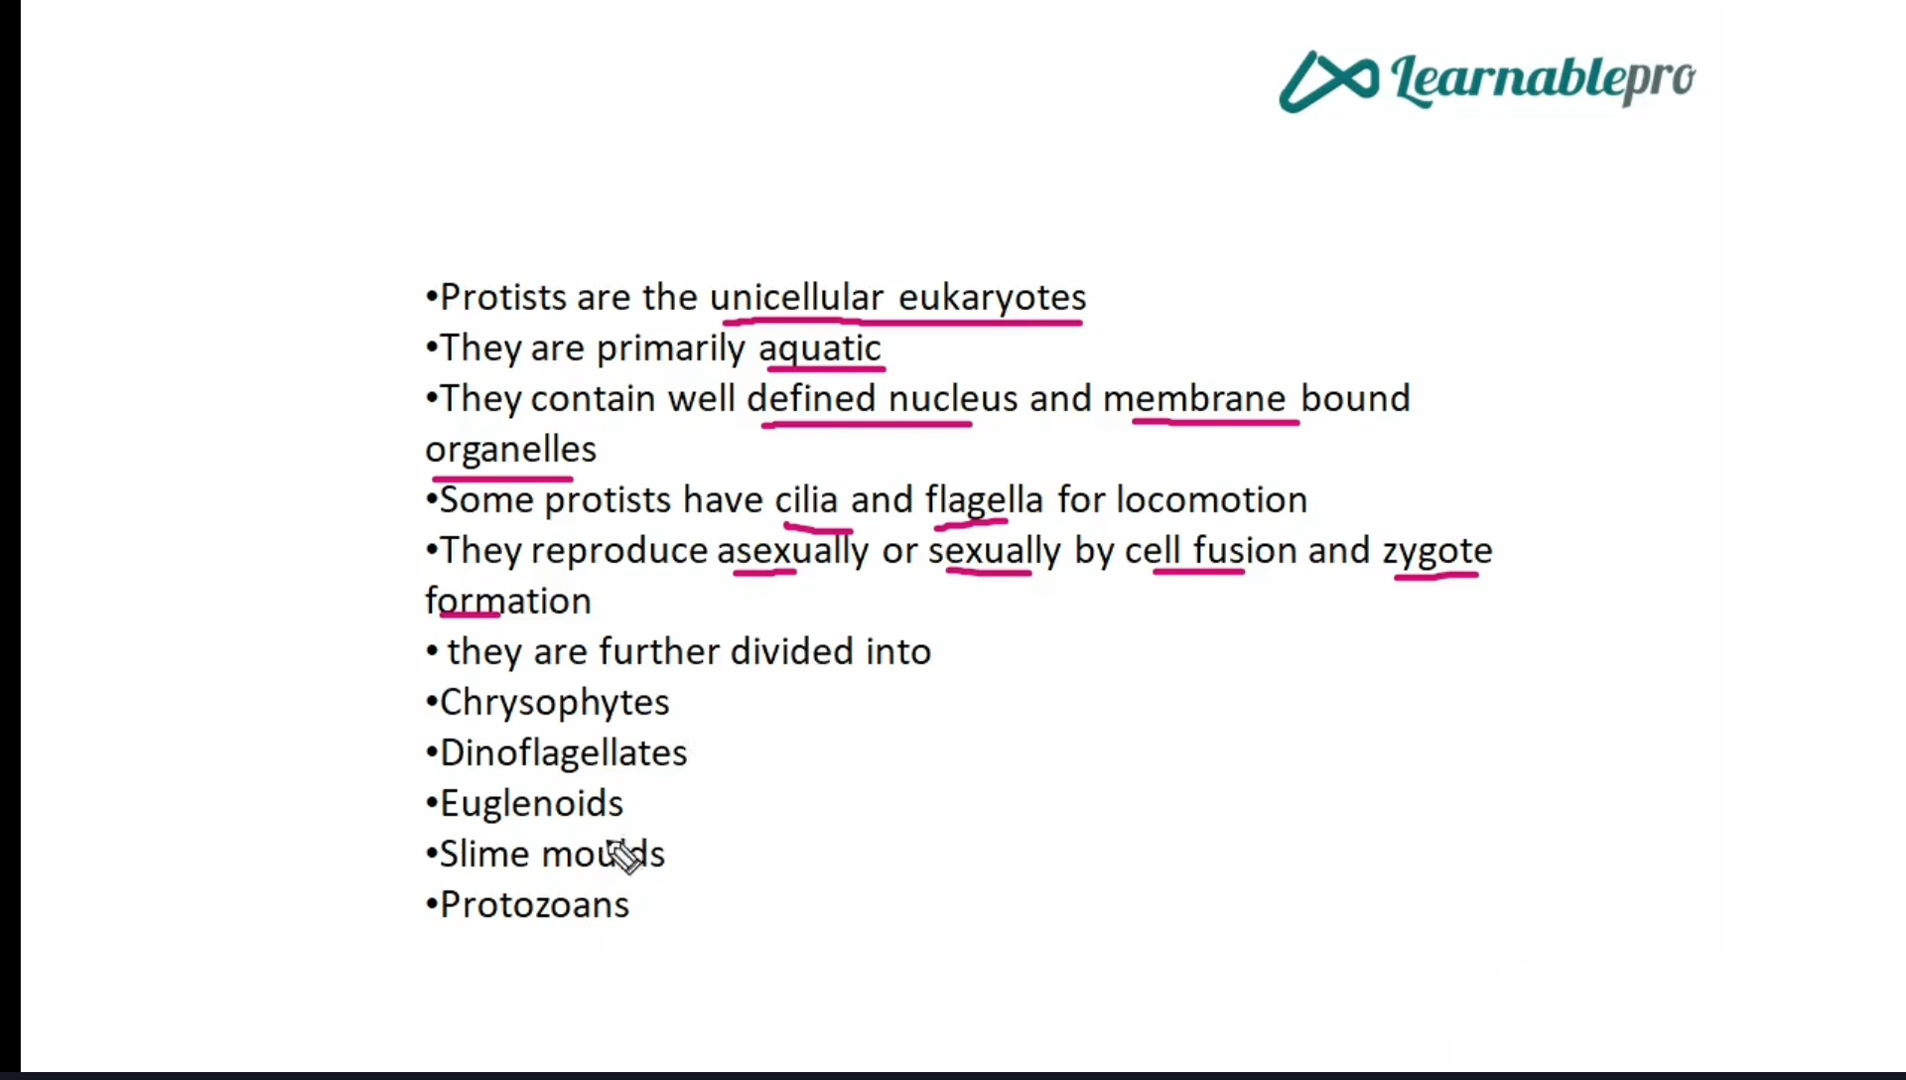 Learnablepro
•Protists are the unicellular eukaryotes
•They are primarily aquatic
•They contain well defined nucleus and membrane bound
organelles
•Some protists have cilia and flagella for locomotion
•They reproduce asexually or sexually by cell fusion and zygote
formation
• they are further divided into
•Chrysophytes
•Dinoflagellates
•Euglenoids
•Slime moulds
•Protozoans